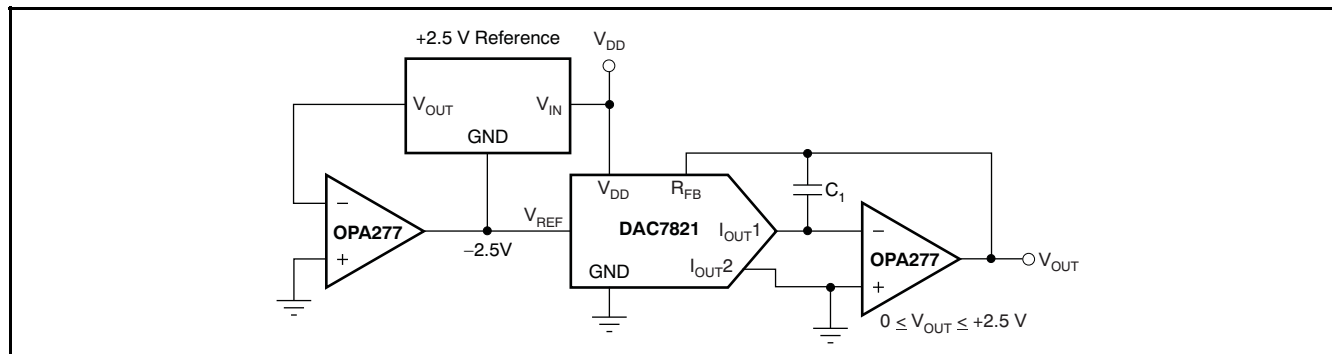 +2.5 V Reference
V_DD
V_OUT
V_IN
GND
V_DD
R_FB
C_1
−
OPA277
+
V_REF
−2.5V
DAC7821
I_OUT1
−
I_OUT2
OPA277
V_OUT
GND
+
0 ≤ V_OUT ≤ +2.5 V